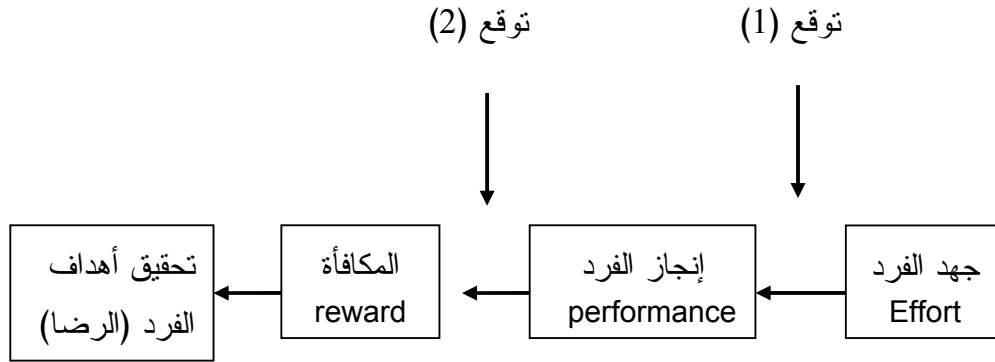 توقع (1)
توقع (2)
جهد الفرد
Effort
إنجاز الفرد
performance
المكافأة
reward
تحقيق أهداف
الفرد (الرضا)